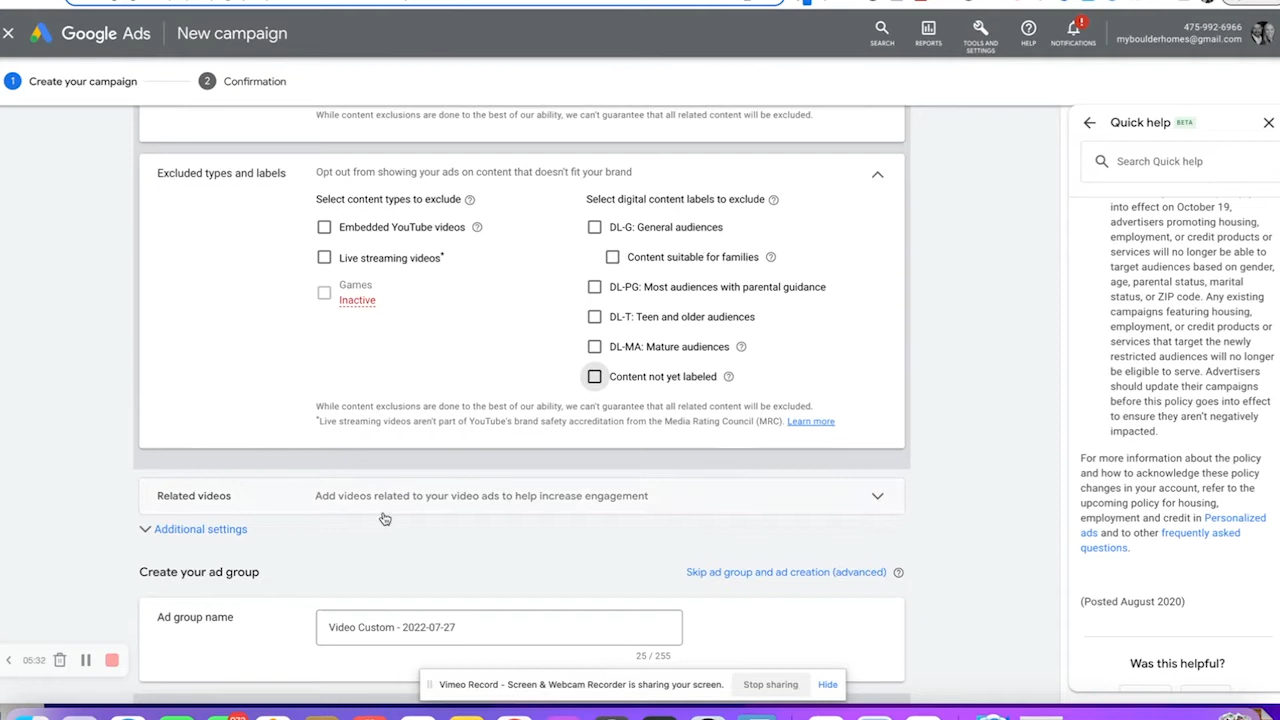 Google Ads
New campaign
SEARCH
REPORTS
TOOLS AND
SETTINGS
HELP
NOTIFICATIONS
!
475-992-6966
myboulderhomes@gmail.com
1 Create your campaign
2 Confirmation
While content exclusions are done to the best of our ability, we can't guarantee that all related content will be excluded.
Excluded types and labels
Opt out from showing your ads on content that doesn't fit your brand
Select content types to exclude
Embedded YouTube videos
Live streaming videos*
Games
Inactive
Select digital content labels to exclude
DL-G: General audiences
Content suitable for families
DL-PG: Most audiences with parental guidance
DL-T: Teen and older audiences
DL-MA: Mature audiences
Content not yet labeled
While content exclusions are done to the best of our ability, we can't guarantee that all related content will be excluded.
*Live streaming videos aren't part of YouTube's brand safety accreditation from the Media Rating Council (MRC). Learn more
Related videos
Add videos related to your video ads to help increase engagement
Additional settings
Create your ad group
Skip ad group and ad creation (advanced)
Ad group name
Video Custom - 2022-07-27
25 / 255
05:32
Vimeo Record - Screen & Webcam Recorder is sharing your screen.
Stop sharing
Hide
Quick help BETA
Search Quick help
into effect on October 19,
advertisers promoting housing,
employment, or credit products or
services will no longer be able to
target audiences based on gender,
age, parental status, marital
status, or ZIP code. Any existing
campaigns featuring housing,
employment, or credit products or
services that target the newly
restricted audiences will no longer
be eligible to serve. Advertisers
should update their campaigns
before this policy goes into effect
to ensure they aren't negatively
impacted.
For more information about the policy
and how to acknowledge these policy
changes in your account, refer to the
upcoming policy for housing,
employment and credit in Personalized
ads and to other frequently asked
questions.
(Posted August 2020)
Was this helpful?